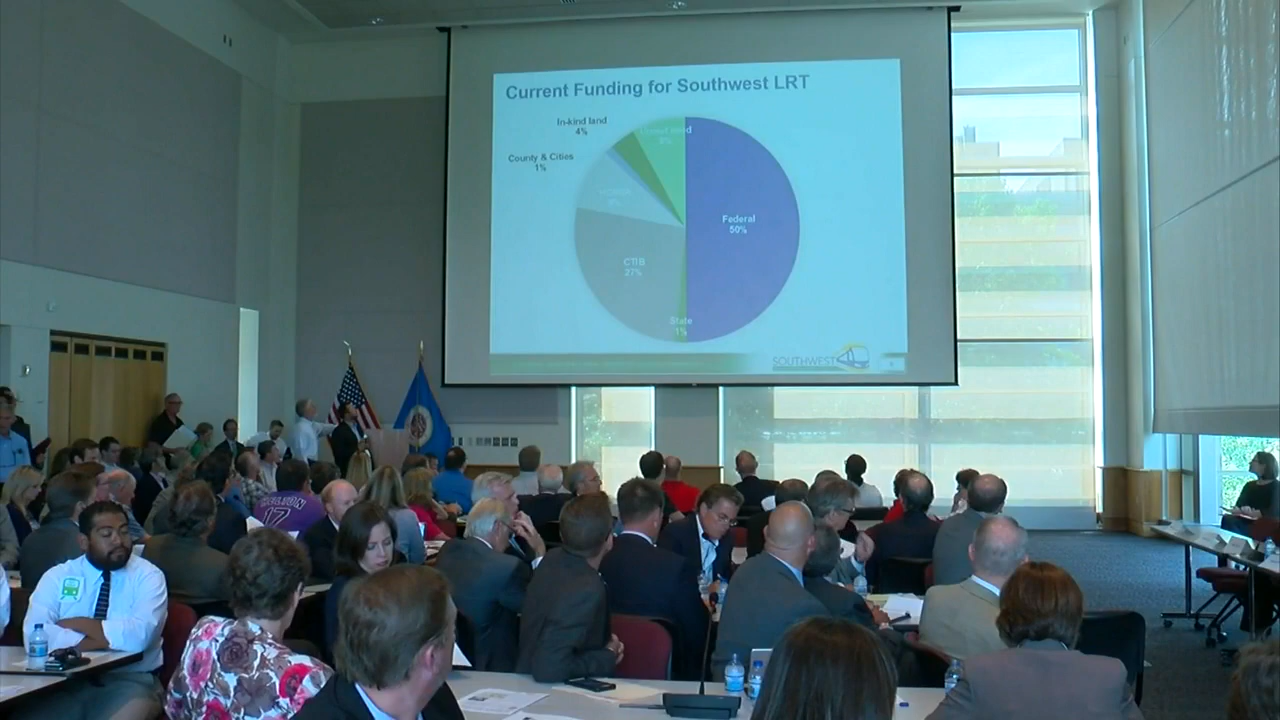 Current Funding for Southwest LRT
In-kind land
4%
County & Cities
1%
Federal
50%
CTIB
27%
State
1%
SOUTHWEST
17